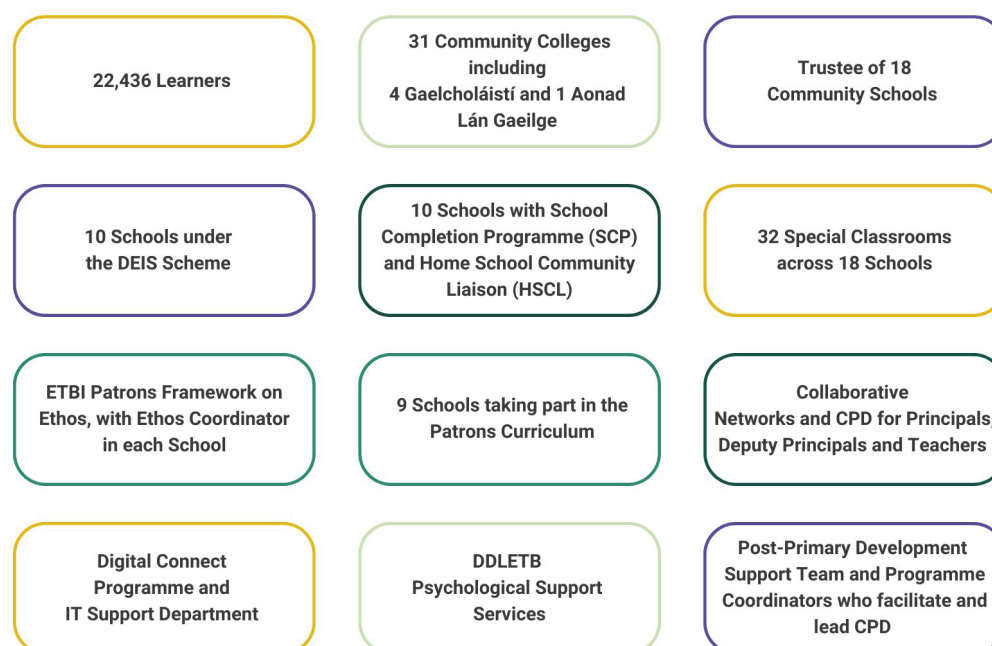 22,436 Learners
31 Community Colleges
including
4 Gaelcholáistí and 1 Aonad
Lán Gaeilge
Trustee of 18
Community Schools
10 Schools under
the DEIS Scheme
10 Schools with School
Completion Programme (SCP)
and Home School Community
Liaison (HSCL)
32 Special Classrooms
across 18 Schools
ETBI Patrons Framework on
Ethos, with Ethos Coordinator
in each School
9 Schools taking part in the
Patrons Curriculum
Collaborative
Networks and CPD for Principals,
Deputy Principals and Teachers
Digital Connect
Programme and
IT Support Department
DDLETB
Psychological Support
Services
Post-Primary Development
Support Team and Programme
Coordinators who facilitate and
lead CPD